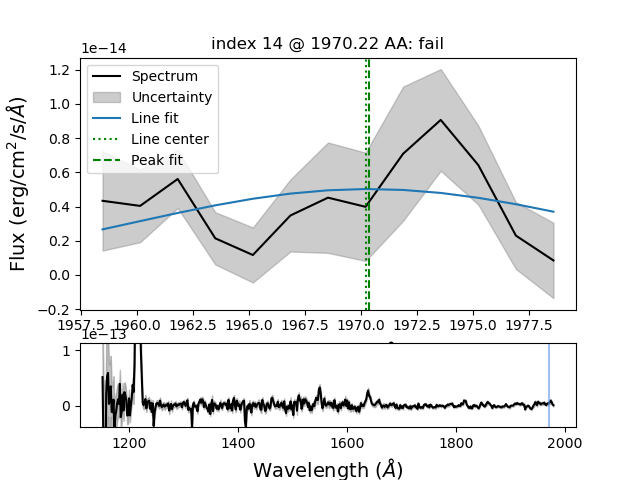 index 14 @ 1970.22 AA: fail
1e−14
Spectrum
Uncertainty
Line fit
Line center
Peak fit
1.2
1.0
0.8
0.6
0.4
0.2
0.0
−0.2
Flux (erg/cm²/s/Å)
1957.5 1960.0 1962.5 1965.0 1967.5 1970.0 1972.5 1975.0 1977.5
1e−13
1
0
1200 1400 1600 1800 2000
Wavelength (Å)